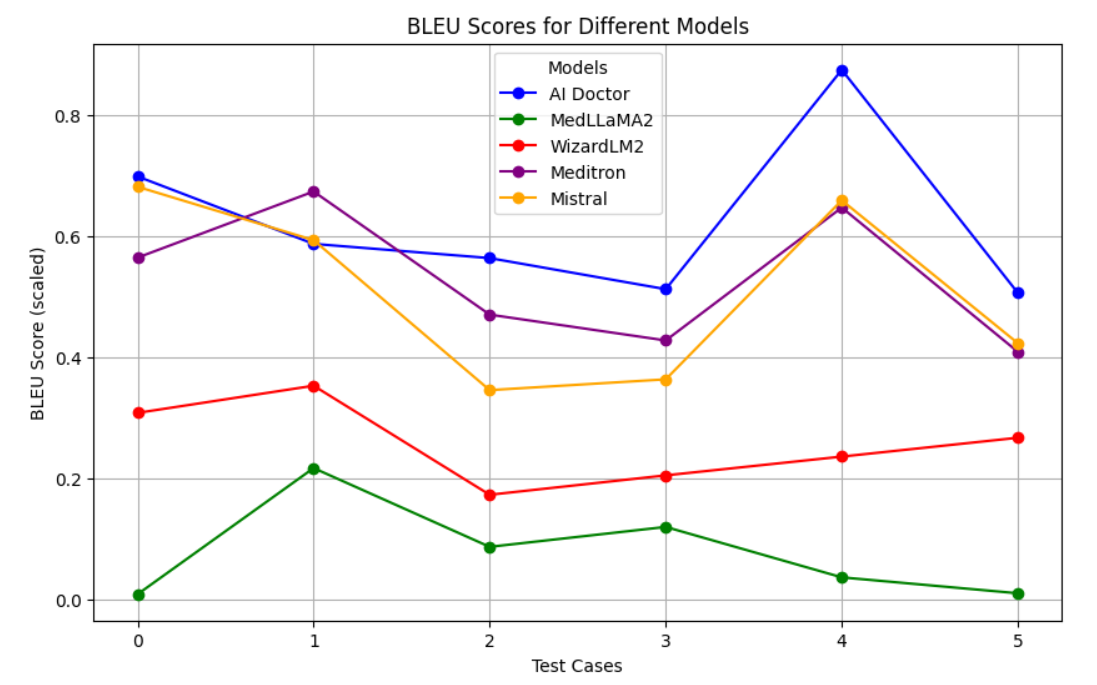 BLEU Scores for Different Models
Models
AI Doctor
MedLLaMA2
WizardLM2
Meditron
Mistral
BLEU Score (scaled)
0.8
0.6
0.4
0.2
0.0
0 1 2 3 4 5
Test Cases